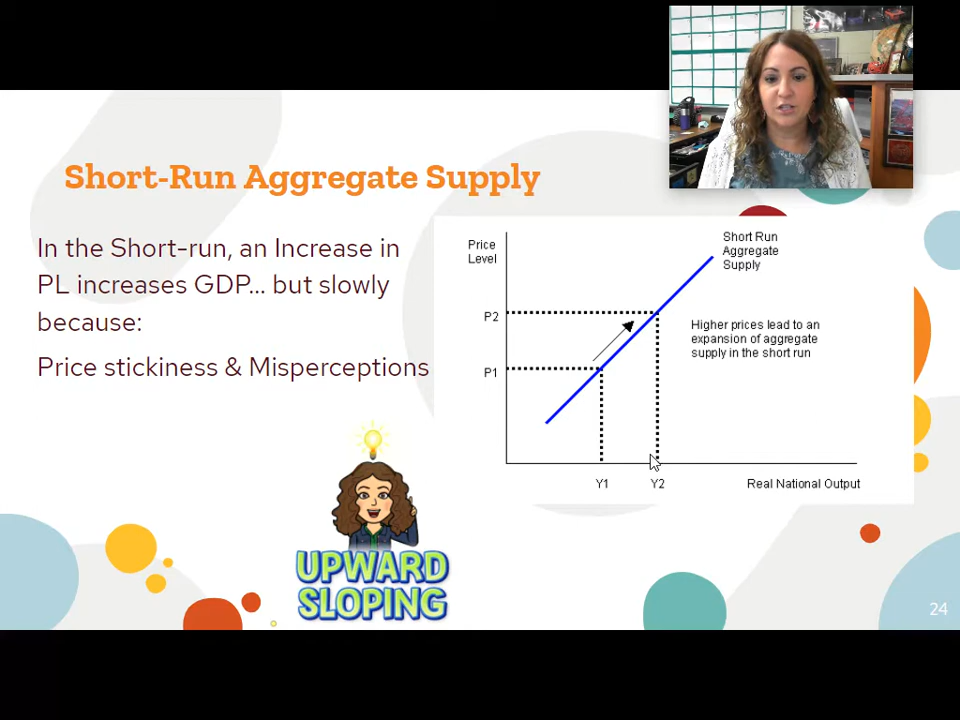 Short-Run Aggregate Supply
In the Short-run, an Increase in
PL increases GDP... but slowly
because:
Price stickiness & Misperceptions
Price
Level
Short Run
Aggregate
Supply
P2
Higher prices lead to an
expansion of aggregate
supply in the short run
P1
Y1
Y2
Real National Output
UPWARD
SLOPING
24